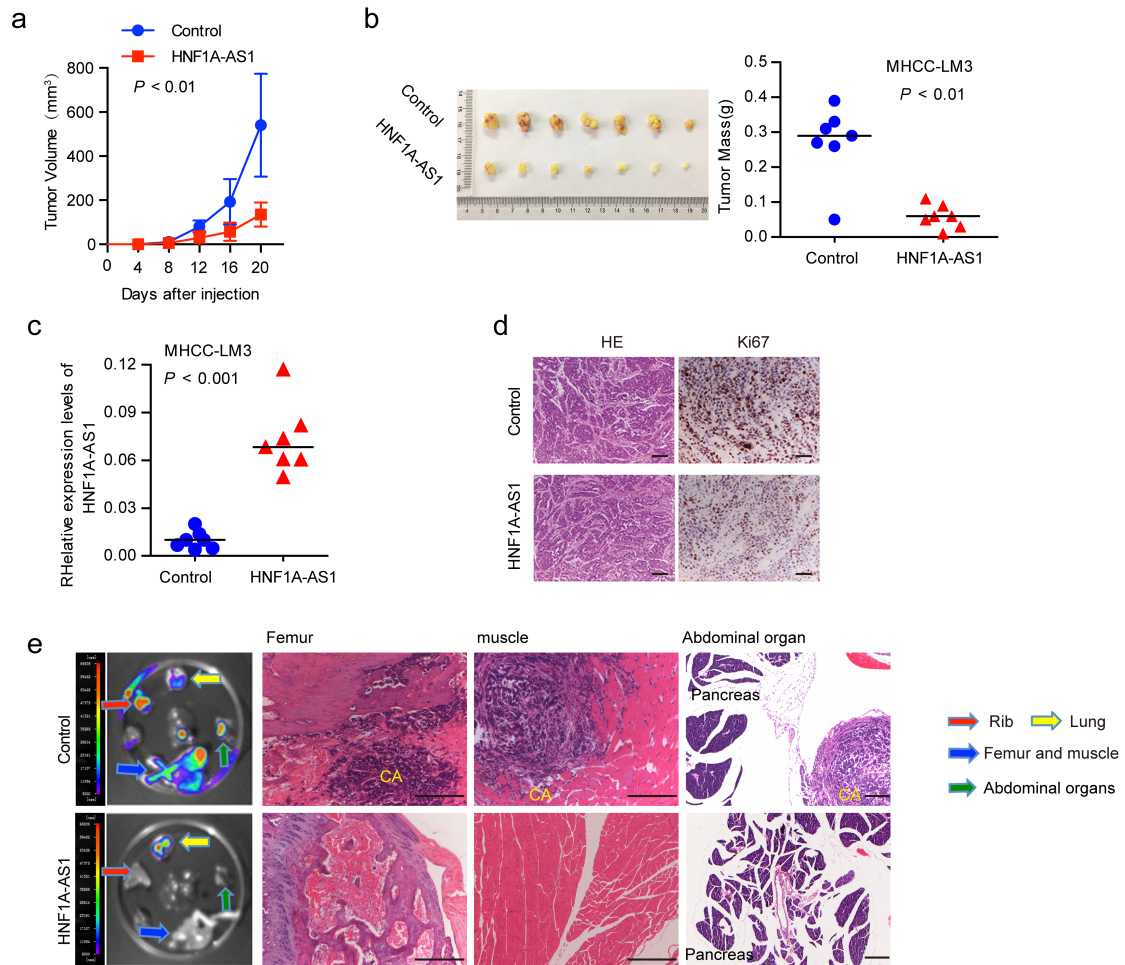 a
Control
HNF1A-AS1
P < 0.01
Tumor Volume (mm³)
800
600
400
200
0
0 4 8 12 16 20
Days after injection
b
Control
HNF1A-AS1
Tumor Mass(g)
MHCC-LM3
P < 0.01
0.5
0.4
0.3
0.2
0.1
0.0
Control HNF1A-AS1
c
MHCC-LM3
P < 0.001
RHelative expression levels of
HNF1A-AS1
0.12
0.09
0.06
0.03
0.00
Control HNF1A-AS1
d
HE Ki67
Control
HNF1A-AS1
e
Femur muscle Abdominal organ
Control
CA
CA
Pancreas
CA
HNF1A-AS1
Pancreas
Rib Lung
Femur and muscle
Abdominal organs